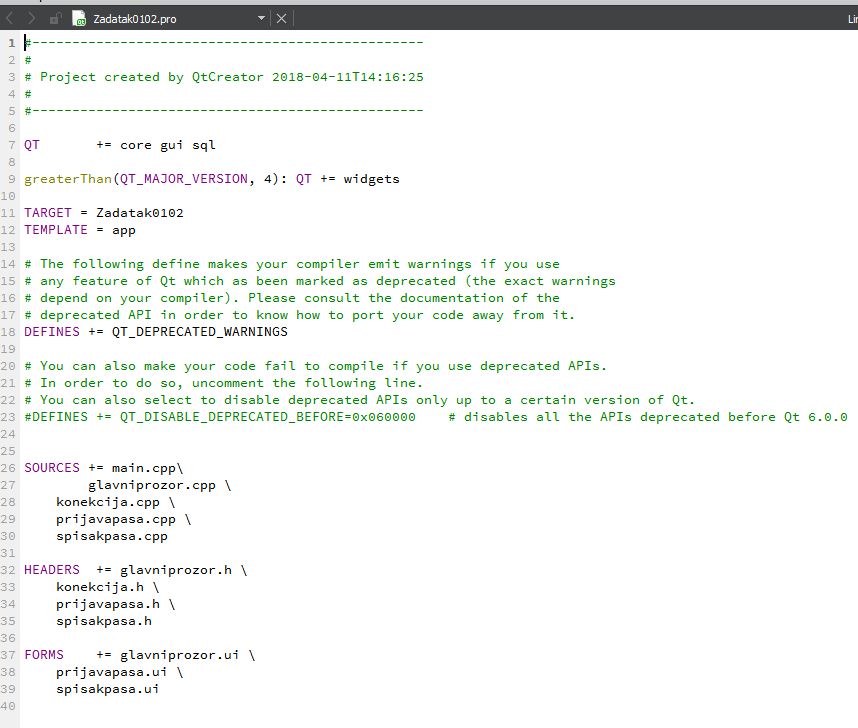 Zadatak0102.pro
Li
1 #-------------------------------------------------
2 #
3 # Project created by QtCreator 2018-04-11T14:16:25
4 #
5 #-------------------------------------------------
6
7 QT       += core gui sql
8
9 greaterThan(QT_MAJOR_VERSION, 4): QT += widgets
10
11 TARGET = Zadatak0102
12 TEMPLATE = app
13
14 # The following define makes your compiler emit warnings if you use
15 # any feature of Qt which as been marked as deprecated (the exact warnings
16 # depend on your compiler). Please consult the documentation of the
17 # deprecated API in order to know how to port your code away from it.
18 DEFINES += QT_DEPRECATED_WARNINGS
19
20 # You can also make your code fail to compile if you use deprecated APIs.
21 # In order to do so, uncomment the following line.
22 # You can also select to disable deprecated APIs only up to a certain version of Qt.
23 #DEFINES += QT_DISABLE_DEPRECATED_BEFORE=0x060000    # disables all the APIs deprecated before Qt 6.0.0
24
25
26 SOURCES += main.cpp\
27         glavniprozor.cpp \
28     konekcija.cpp \
29     prijavapasa.cpp \
30     spisakpasa.cpp
31
32 HEADERS  += glavniprozor.h \
33     konekcija.h \
34     prijavapasa.h \
35     spisakpasa.h
36
37 FORMS    += glavniprozor.ui \
38     prijavapasa.ui \
39     spisakpasa.ui
40